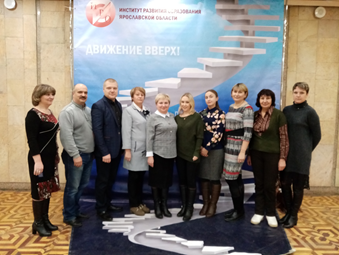 ИНСТИТУТ РАЗВИТИЯ ОБРАЗОВАНИЯ
ЯРОСЛАВСКОЙ ОБЛАСТИ
ДВИЖЕНИЕ ВВЕРХ!